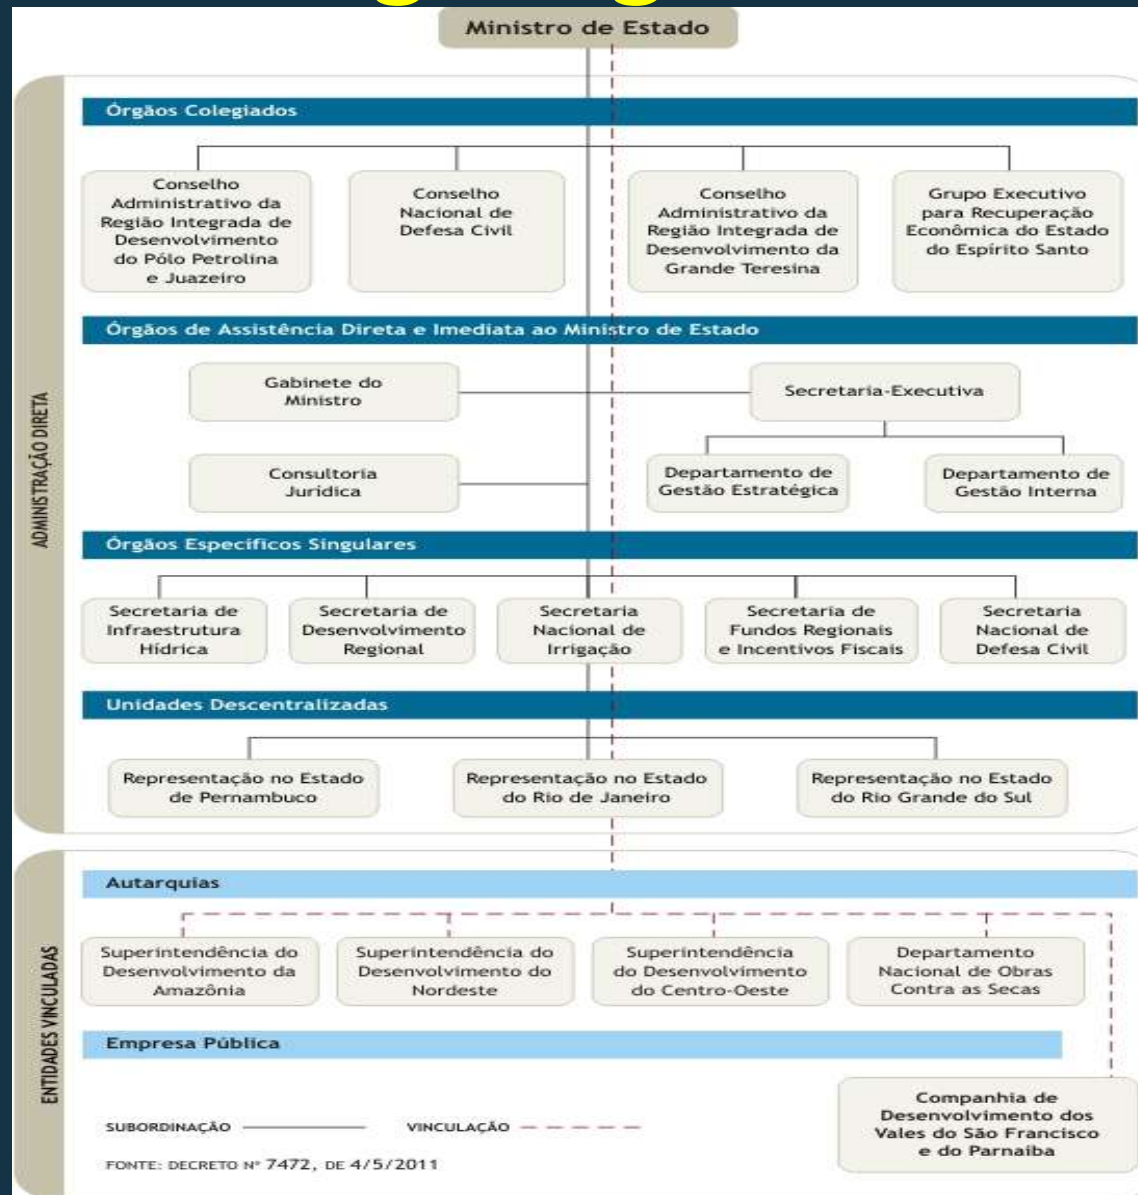 Ministro de Estado
Órgãos Colegiados
Conselho
Administrativo da
Região Integrada de
Desenvolvimento
do Pólo Petrolina
e Juazeiro
Conselho
Nacional de
Defesa Civil
Conselho
Administrativo da
Região Integrada de
Desenvolvimento da
Grande Teresina
Grupo Executivo
para Recuperação
Econômica do Estado
do Espírito Santo
Órgãos de Assistência Direta e Imediata ao Ministro de Estado
Gabinete do
Ministro
Secretaria-Executiva
Consultoria
Jurídica
Departamento de
Gestão Estratégica
Departamento de
Gestão Interna
ADMINISTRAÇÃO DIRETA
Órgãos Específicos Singulares
Secretaria de
Infraestrutura
Hídrica
Secretaria de
Desenvolvimento
Regional
Secretaria
Nacional de
Irrigação
Secretaria de
Fundos Regionais
e Incentivos Fiscais
Secretaria
Nacional de
Defesa Civil
Unidades Descentralizadas
Representação no Estado
de Pernambuco
Representação no Estado
do Rio de Janeiro
Representação no Estado
do Rio Grande do Sul
Autarquias
Superintendência do
Desenvolvimento da
Amazônia
Superintendência do
Desenvolvimento do
Nordeste
Superintendência
do Desenvolvimento
do Centro-Oeste
Departamento
Nacional de Obras
Contra as Secas
ENTIDADES VINCULADAS
Empresa Pública
Companhia de
Desenvolvimento dos
Vales do São Francisco
e do Parnaíba
SUBORDINAÇÃO
VINCULAÇÃO
FONTE: DECRETO Nº 7472, DE 4/5/2011